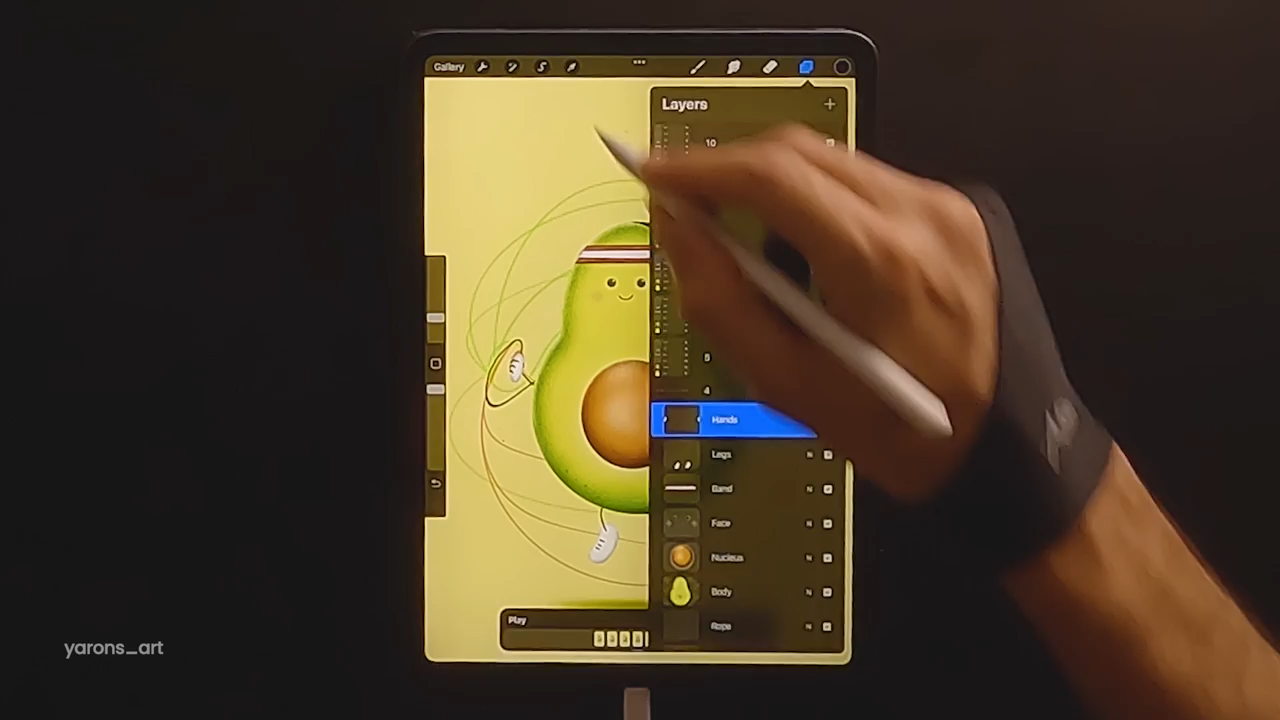 Gallery
Layers
10
5
4
Hands
Legs N
Band N
Face N
Nucleus N
Body N
Rope N
Play
yarons_art